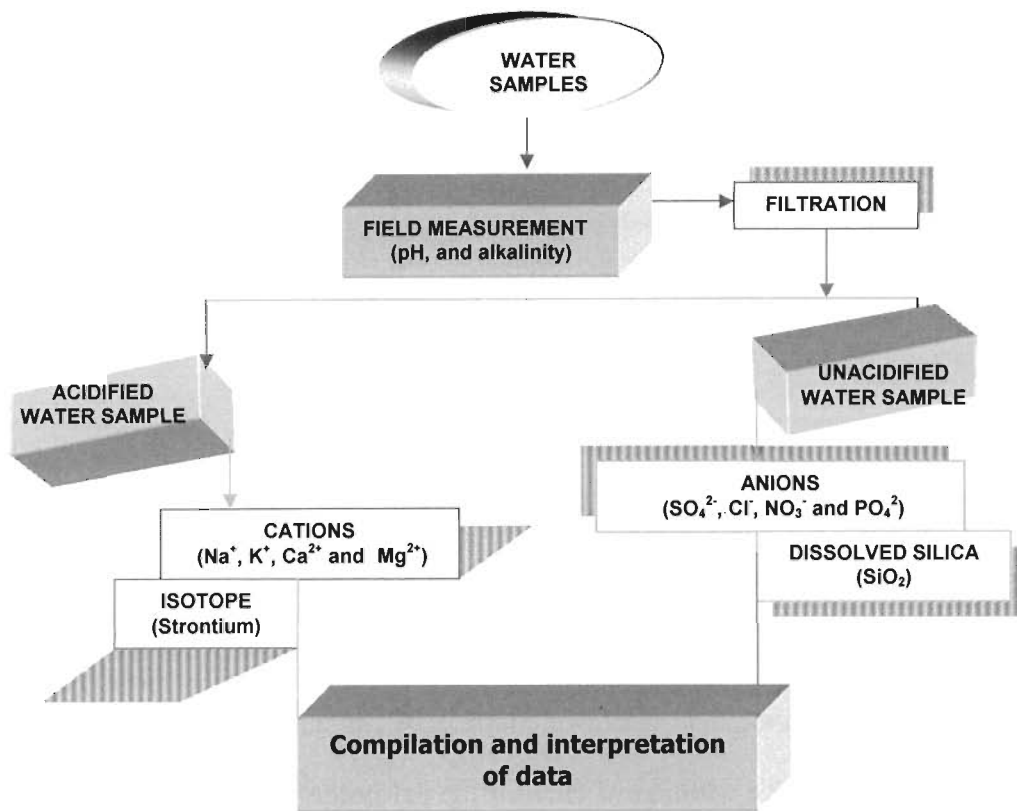 WATER
SAMPLES
FIELD MEASUREMENT
(pH, and alkalinity)
FILTRATION
ACIDIFIED
WATER SAMPLE
UNACIDIFIED
WATER SAMPLE
CATIONS
(Na⁺, K⁺, Ca²⁺ and Mg²⁺)
ISOTOPE
(Strontium)
ANIONS
(SO₄²⁻, Cl⁻, NO₃⁻ and PO₄²)
DISSOLVED SILICA
(SiO₂)
Compilation and interpretation
of data